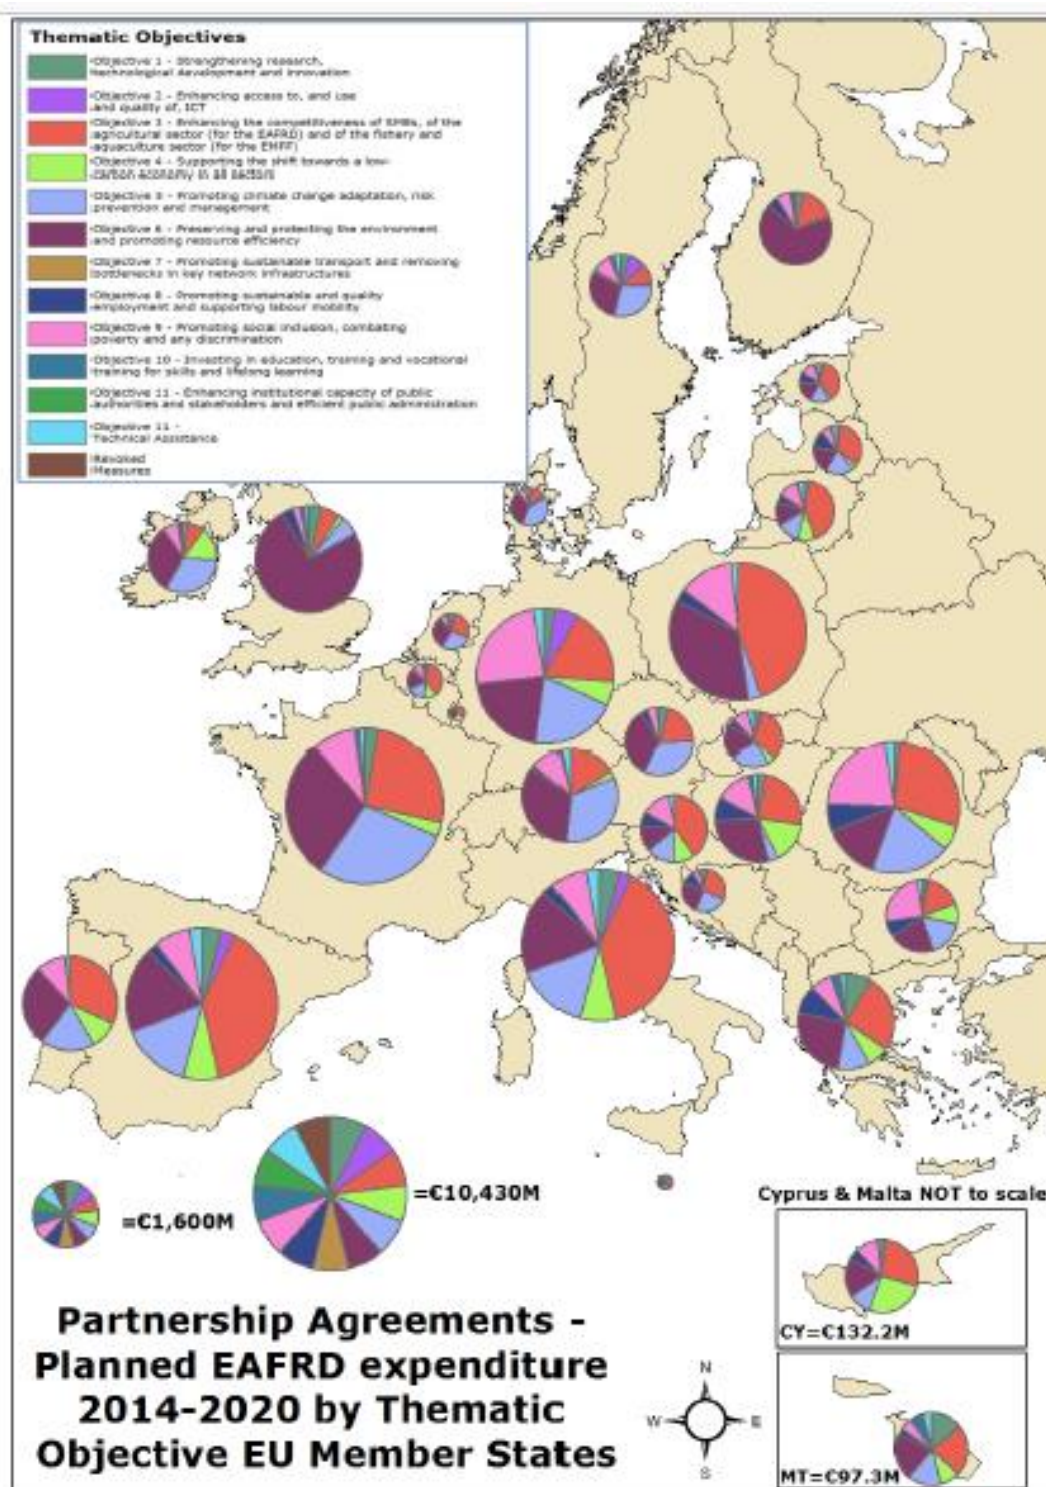 Thematic Objectives
Objective 1 - Strengthening research,
technological development and innovation
Objective 2 - Enhancing access to, and use
and quality of, ICT
Objective 3 - Enhancing the competitiveness of SMEs, of the
agricultural sector (for the EAFRD) and of the fishery and
aquaculture sector (for the EMFF)
Objective 4 - Supporting the shift towards a low-
carbon economy in all sectors
Objective 5 - Promoting climate change adaptation, risk
prevention and management
Objective 6 - Preserving and protecting the environment
and promoting resource efficiency
Objective 7 - Promoting sustainable transport and removing
bottlenecks in key network infrastructures
Objective 8 - Promoting sustainable and quality
employment and supporting labour mobility
Objective 9 - Promoting social inclusion, combating
poverty and any discrimination
Objective 10 - Investing in education, training and vocational
training for skills and lifelong learning
Objective 11 - Enhancing institutional capacity of public
authorities and stakeholders and efficient public administration
Objective 11 -
Technical Assistance
Revoked
Measures
=€1,600M
=€10,430M
Cyprus & Malta NOT to scale
CY=€132.2M
MT=€97.3M
N
W
E
S
Partnership Agreements -
Planned EAFRD expenditure
2014-2020 by Thematic
Objective EU Member States